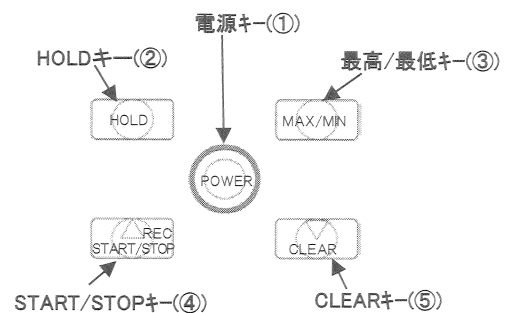 電源キー(①)
HOLDキー(②)
最高/最低キー(③)
HOLD
MAX/MIN
POWER
REC
START/STOP
CLEAR
START/STOPキー(④)
CLEARキー(⑤)